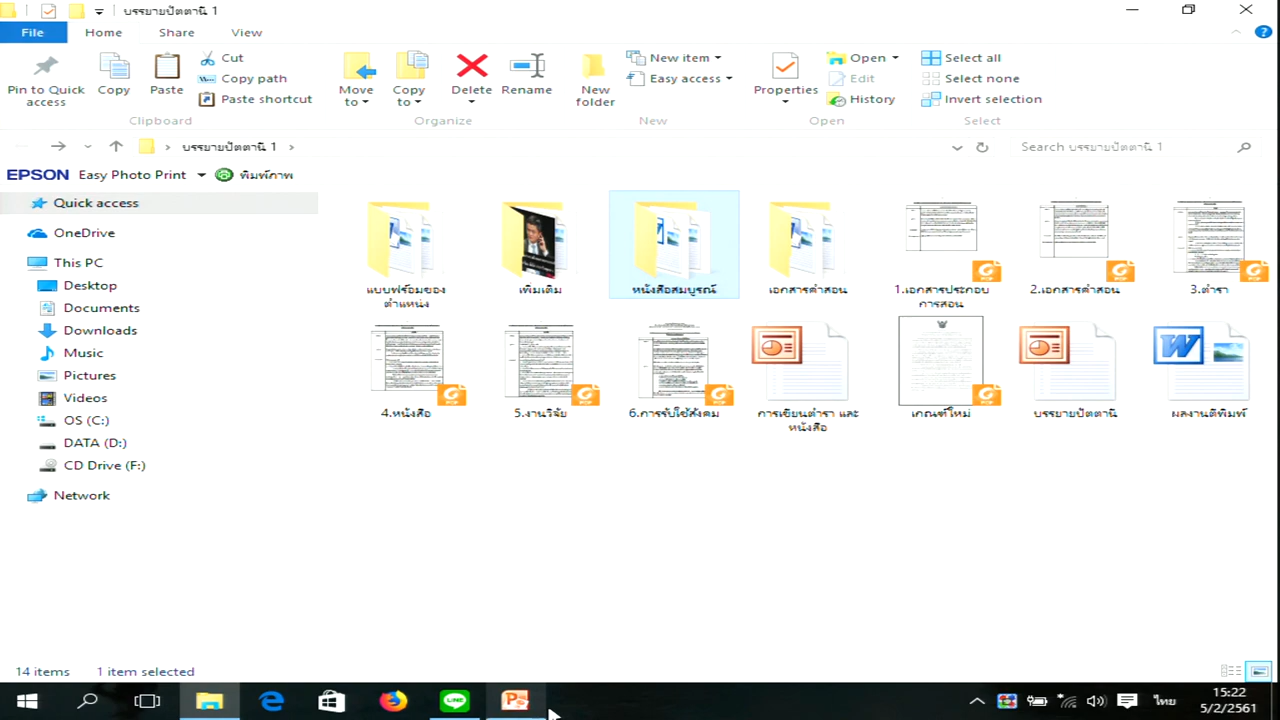 บรรยายปัตตานี 1
File Home Share View
Pin to Quick access
Copy
Paste
Cut
Copy path
Paste shortcut
Clipboard
Move to
Copy to
Delete
Rename
Organize
New folder
New item
Easy access
New
Properties
Open
Edit
History
Open
Select all
Select none
Invert selection
Select
บรรยายปัตตานี 1
Search บรรยายปัตตานี 1
EPSON Easy Photo Print พิมพ์ภาพ
Quick access
OneDrive
This PC
Desktop
Documents
Downloads
Music
Pictures
Videos
OS (C:)
DATA (D:)
CD Drive (F:)
Network
แบบฟร้อมของ
ตำแหน่ง
เพิ่มเติม
หนังสือสมบูรณ์
เอกสารคำสอน
1.เอกสารประกอบ
การสอน
2.เอกสารคำสอน
3.ตำรา
4.หนังสือ
5.งานวิจัย
6.การรับใช้สังคม
การเขียนตำรา และ
หนังสือ
เกณฑ์ใหม่
บรรยายปัตตานี
ผลงานตีพิมพ์
14 items 1 item selected
LINE
ไทย
15:22
5/2/2561